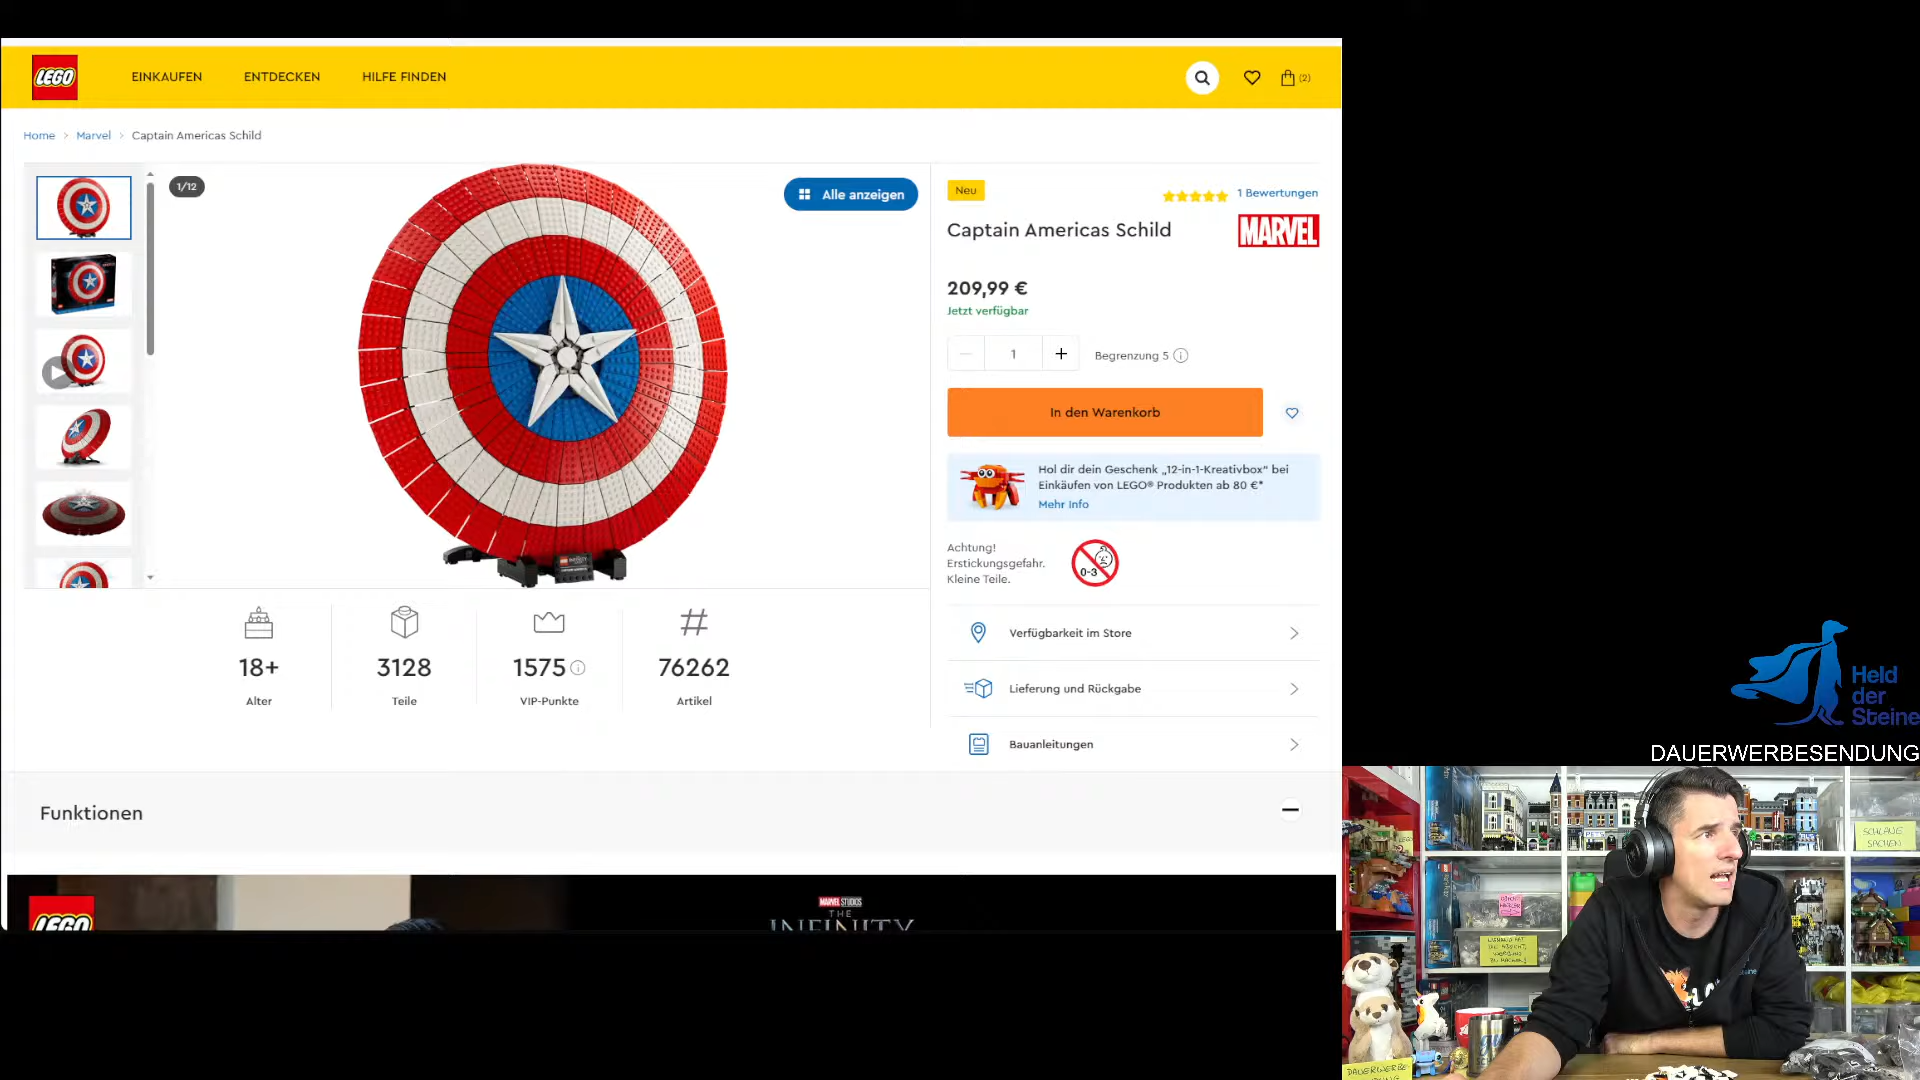 LEGO
EINKAUFEN
ENTDECKEN
HILFE FINDEN
(2)
Home > Marvel > Captain Americas Schild
1/12
Alle anzeigen
Neu
1 Bewertungen
Captain Americas Schild
MARVEL
209,99 €
Jetzt verfügbar
1
Begrenzung 5
In den Warenkorb
Hol dir dein Geschenk „12-in-1-Kreativbox“ bei
Einkäufen von LEGO® Produkten ab 80 €*
Mehr Info
Achtung!
Erstickungsgefahr.
Kleine Teile.
0-3
18+
Alter
3128
Teile
1575
VIP-Punkte
76262
Artikel
Verfügbarkeit im Store
Lieferung und Rückgabe
Bauanleitungen
Funktionen
LEGO
MARVEL STUDIOS
THE
INFINITY
Held
der
Steine
DAUERWERBESENDUNG
SCHLAUE
SACHEN